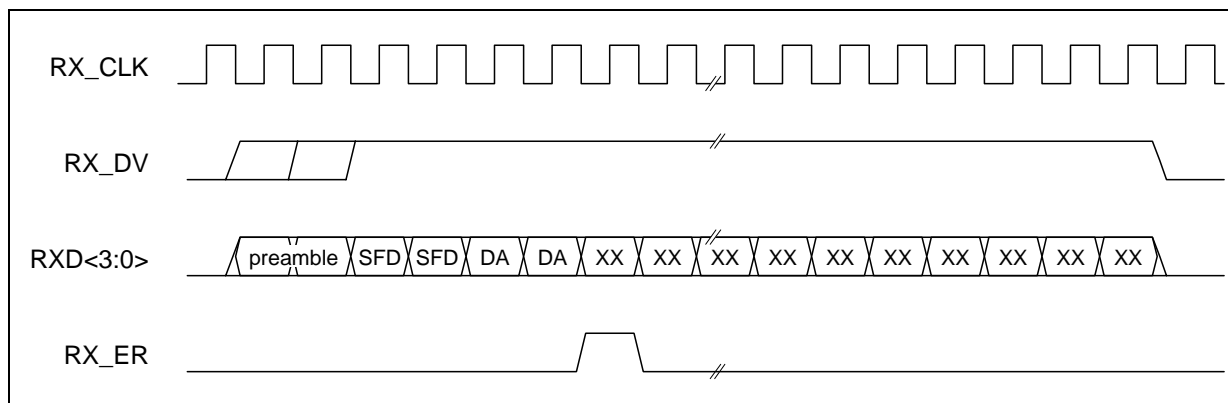 RX_CLK
RX_DV
RXD<3:0> preamble SFD SFD DA DA XX XX XX XX XX XX XX XX XX XX
RX_ER